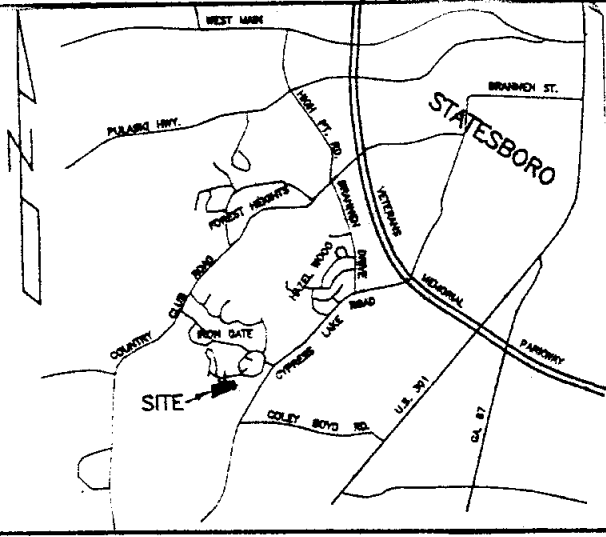 WEST MAIN
BRANNEN ST.
STATESBORO
HIGH PT. RD.
PULASKI HWY.
N
BRANNEN DRIVE
VETERANS MEMORIAL PARKWAY
FOREST HEIGHTS
HAZEL WOOD
COUNTRY CLUB ROAD
IRON GATE
CYPRESS LAKE ROAD
SITE
COLEY BOYD RD.
U.S. 301
GA. 67